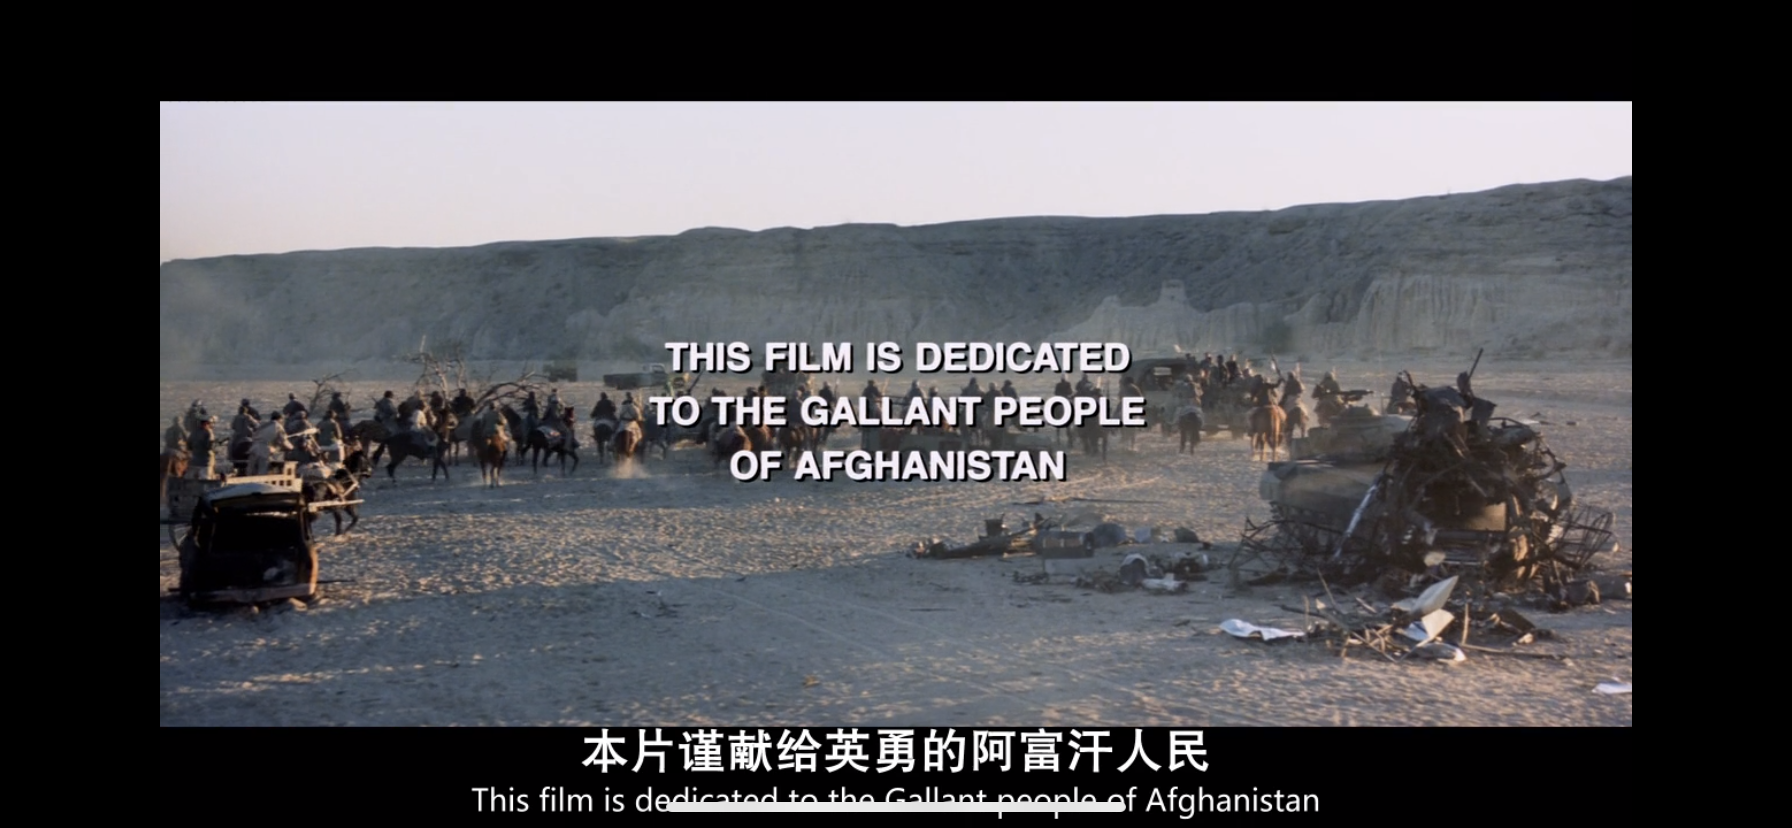 THIS FILM IS DEDICATED
TO THE GALLANT PEOPLE
OF AFGHANISTAN
本片谨献给英勇的阿富汗人民
This film is dedicated to the Gallant people of Afghanistan